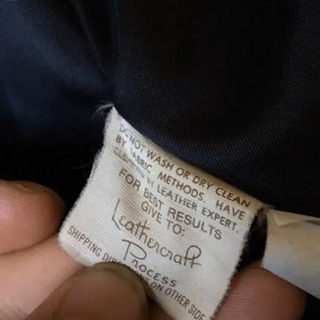 DO NOT WASH OR DRY CLEAN
BY FABRIC METHODS. HAVE
CLEANED BY LEATHER EXPERT.
FOR BEST RESULTS
GIVE TO:
Leathercraft
Process
SHIPPING DIRECTIONS ON OTHER SIDE